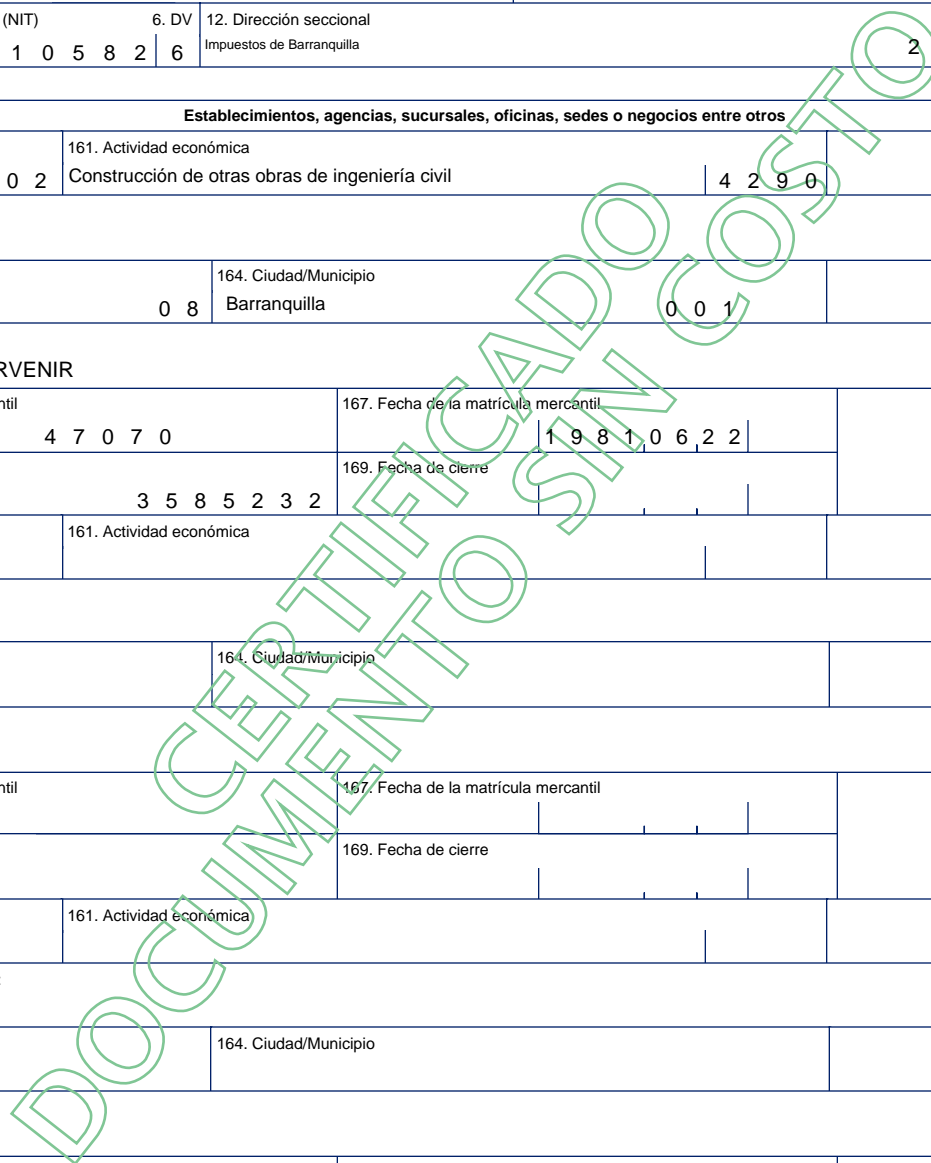 (NIT) 6. DV 12. Dirección seccional
1 0 5 8 2 6 Impuestos de Barranquilla 2
Establecimientos, agencias, sucursales, oficinas, sedes o negocios entre otros
161. Actividad económica
0 2 Construcción de otras obras de ingeniería civil 4 2 9 0
164. Ciudad/Municipio
0 8 Barranquilla 0 0 1
RVENIR
ntil 167. Fecha de la matrícula mercantil
4 7 0 7 0 1 9 8 1 0 6 2 2
169. Fecha de cierre
3 5 8 5 2 3 2
161. Actividad económica
164. Ciudad/Municipio
ntil 167. Fecha de la matrícula mercantil
169. Fecha de cierre
161. Actividad económica
164. Ciudad/Municipio
CERTIFICADO
DOCUMENTO SIN COSTO